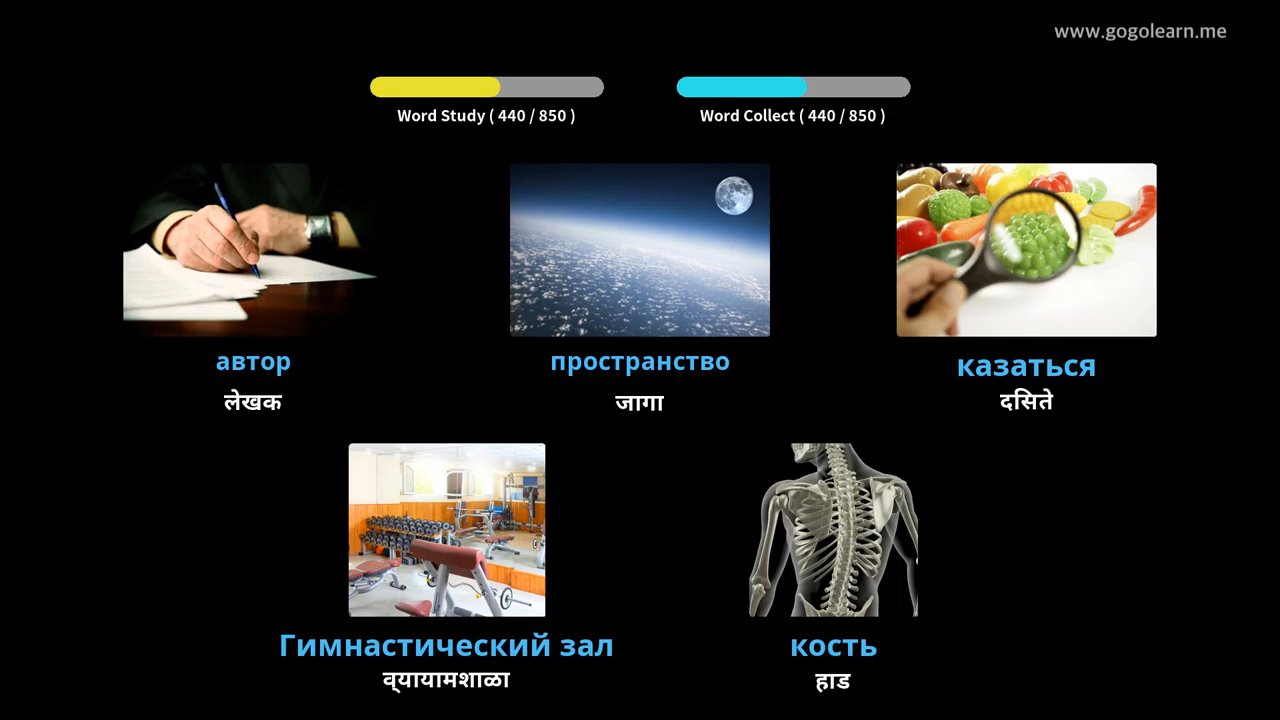 www.gogolearn.me
Word Study ( 440 / 850 )
Word Collect ( 440 / 850 )
автор
लेखक
пространство
जागा
казаться
दसिते
Гимнастический зал
व्यायामशाळा
кость
हाड